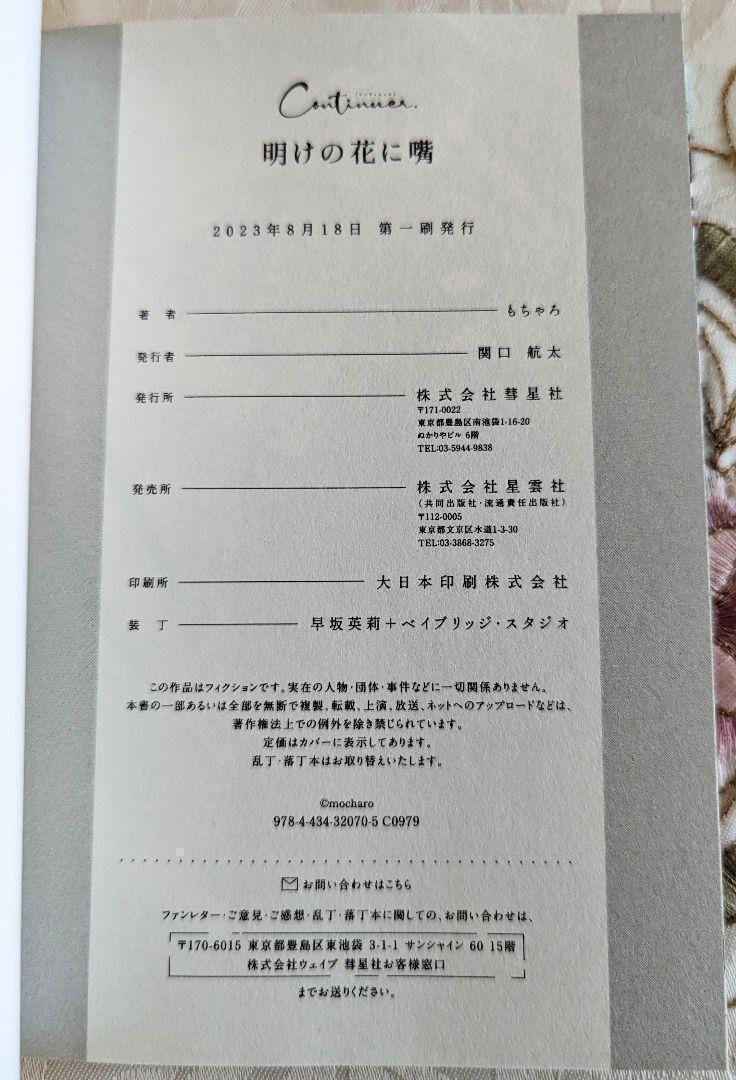 Continuer.
明けの花に嘴
2023年8月18日 第一刷発行
著 者 もちゃろ
発行者 関口 航太
発行所 株式会社彗星社
〒171-0022
東京都豊島区南池袋1-16-20
ぬかりやビル 6階
TEL:03-5944-9838
発売所 株式会社星雲社
(共同出版社・流通責任出版社)
〒112-0005
東京都文京区水道1-3-30
TEL:03-3868-3275
印刷所 大日本印刷株式会社
装 丁 早坂英莉+ベイブリッジ・スタジオ
この作品はフィクションです。実在の人物・団体・事件などに一切関係ありません。
本書の一部あるいは全部を無断で複製、転載、上演、放送、ネットへのアップロードなどは、
著作権法上での例外を除き禁じられています。
定価はカバーに表示してあります。
乱丁・落丁本はお取り替えいたします。
©mocharo
978-4-434-32070-5 C0979
お問い合わせはこちら
ファンレター・ご意見・ご感想・乱丁・落丁本に関しての、お問い合わせは、
〒170-6015 東京都豊島区東池袋 3-1-1 サンシャイン 60 15階
株式会社ウェイブ 彗星社お客様窓口
までお送りください。